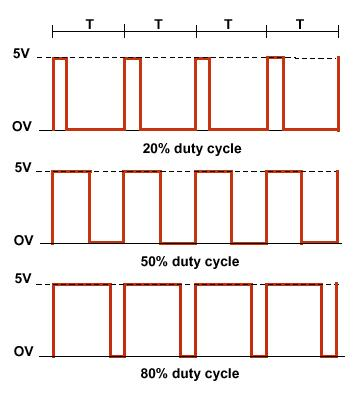 T T T T
5V
OV
20% duty cycle
5V
OV
50% duty cycle
5V
OV
80% duty cycle